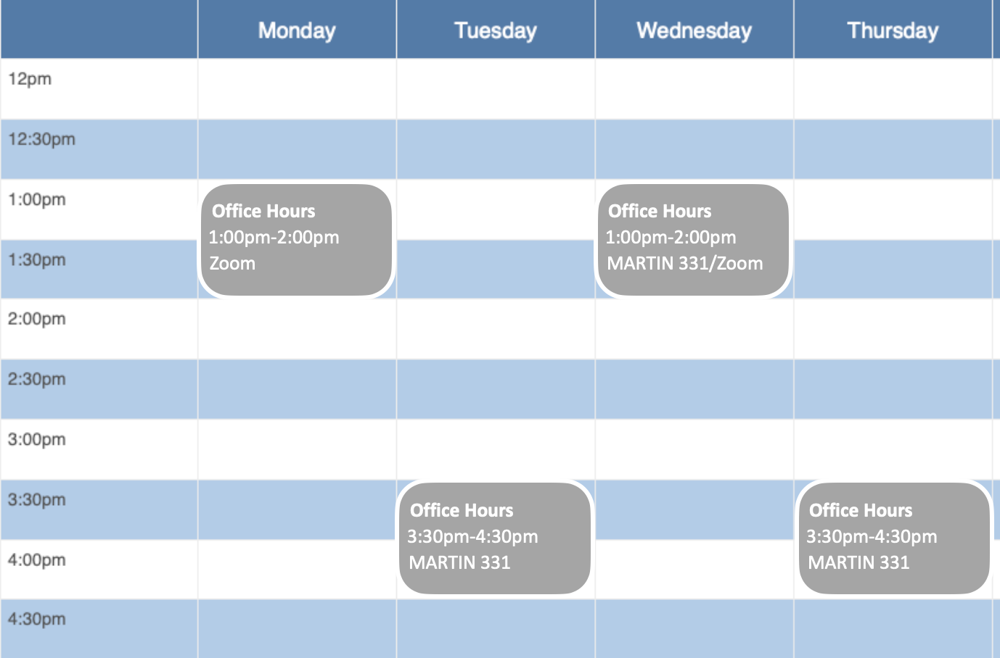 Monday Tuesday Wednesday Thursday
12pm
12:30pm
1:00pm
Office Hours
1:00pm-2:00pm
Zoom
Office Hours
1:00pm-2:00pm
MARTIN 331/Zoom
1:30pm
2:00pm
2:30pm
3:00pm
3:30pm
Office Hours
3:30pm-4:30pm
MARTIN 331
Office Hours
3:30pm-4:30pm
MARTIN 331
4:00pm
4:30pm